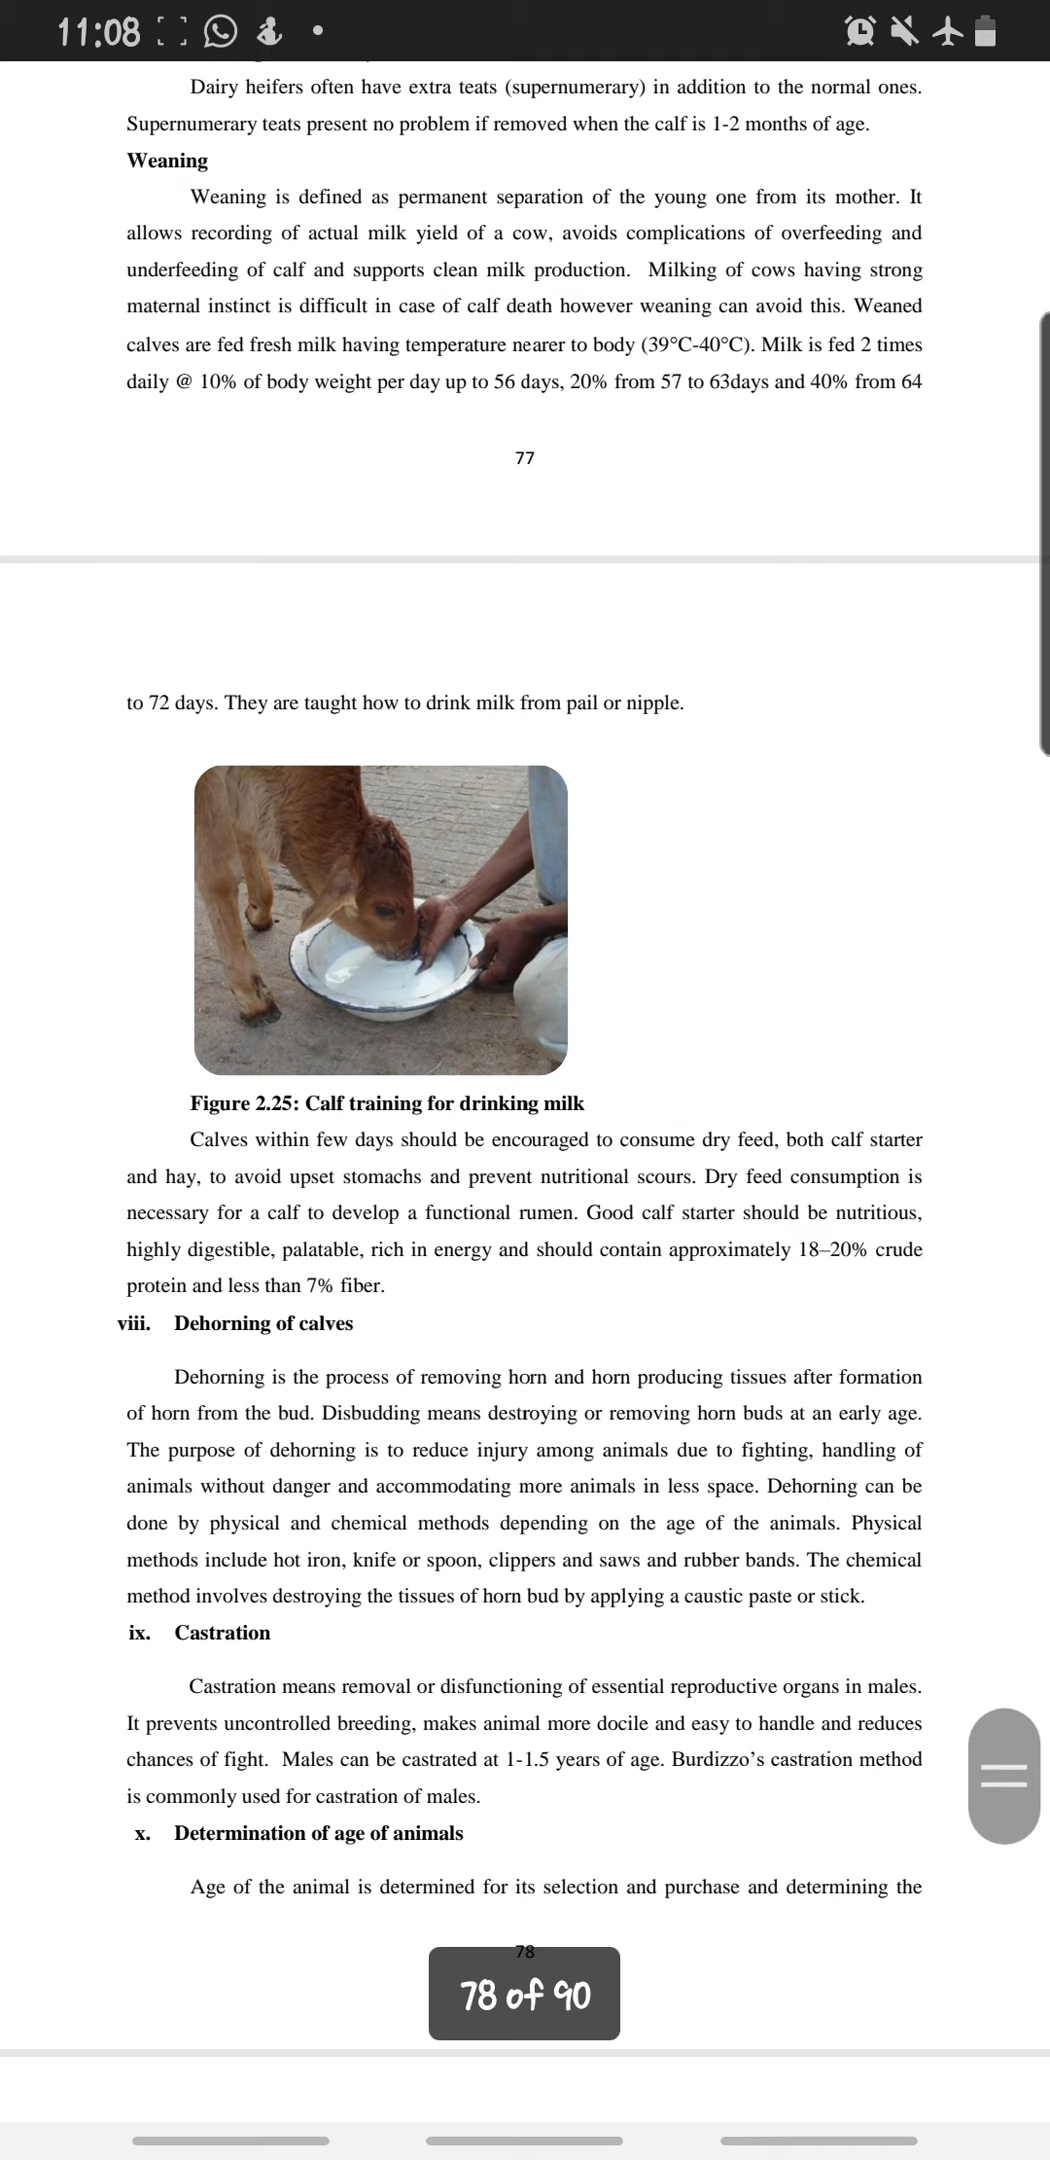 11:08
Dairy heifers often have extra teats (supernumerary) in addition to the normal ones.
Supernumerary teats present no problem if removed when the calf is 1-2 months of age.
Weaning
Weaning is defined as permanent separation of the young one from its mother. It
allows recording of actual milk yield of a cow, avoids complications of overfeeding and
underfeeding of calf and supports clean milk production. Milking of cows having strong
maternal instinct is difficult in case of calf death however weaning can avoid this. Weaned
calves are fed fresh milk having temperature nearer to body (39°C-40°C). Milk is fed 2 times
daily @ 10% of body weight per day up to 56 days, 20% from 57 to 63days and 40% from 64
77
to 72 days. They are taught how to drink milk from pail or nipple.
Figure 2.25: Calf training for drinking milk
Calves within few days should be encouraged to consume dry feed, both calf starter
and hay, to avoid upset stomachs and prevent nutritional scours. Dry feed consumption is
necessary for a calf to develop a functional rumen. Good calf starter should be nutritious,
highly digestible, palatable, rich in energy and should contain approximately 18–20% crude
protein and less than 7% fiber.
viii. Dehorning of calves
Dehorning is the process of removing horn and horn producing tissues after formation
of horn from the bud. Disbudding means destroying or removing horn buds at an early age.
The purpose of dehorning is to reduce injury among animals due to fighting, handling of
animals without danger and accommodating more animals in less space. Dehorning can be
done by physical and chemical methods depending on the age of the animals. Physical
methods include hot iron, knife or spoon, clippers and saws and rubber bands. The chemical
method involves destroying the tissues of horn bud by applying a caustic paste or stick.
ix. Castration
Castration means removal or disfunctioning of essential reproductive organs in males.
It prevents uncontrolled breeding, makes animal more docile and easy to handle and reduces
chances of fight. Males can be castrated at 1-1.5 years of age. Burdizzo’s castration method
is commonly used for castration of males.
x. Determination of age of animals
Age of the animal is determined for its selection and purchase and determining the
78
78 of 90